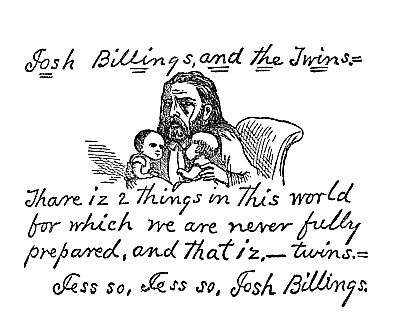 Josh Billings, and the Twins.=
Thare iz 2 things in this world
for which we are never fully
prepared, and that iz,— twins.=
Jess so, Jess so, Josh Billings.